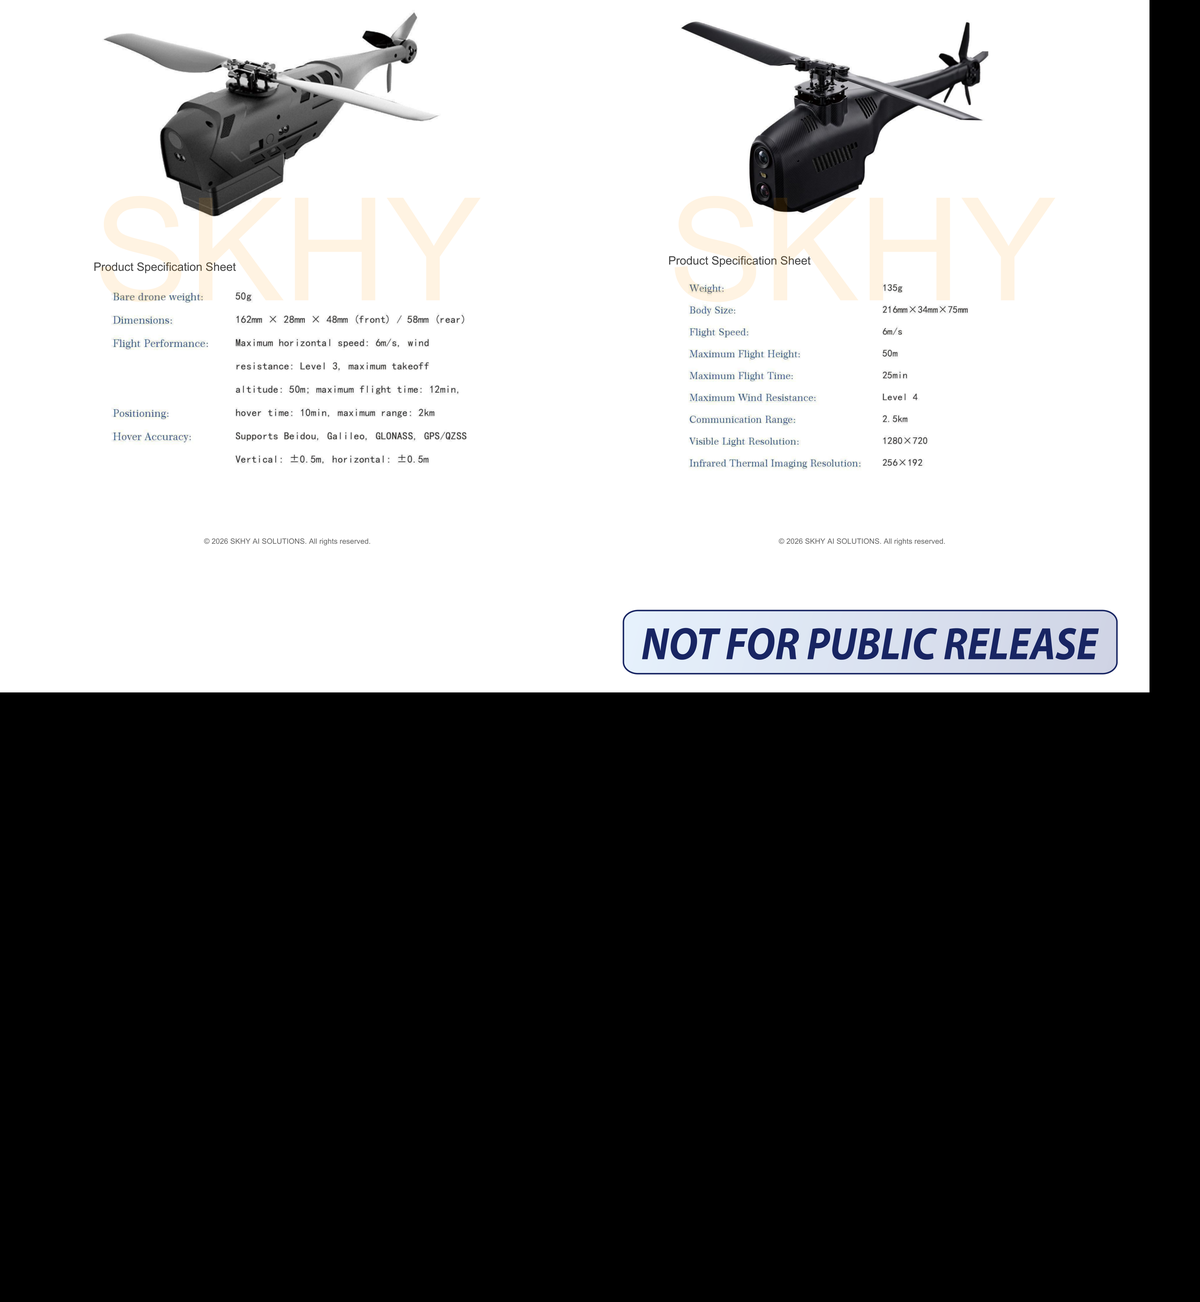 SKHY
Product Specification Sheet
Bare drone weight: 50g
Dimensions: 162mm × 28mm × 48mm (front) / 58mm (rear)
Flight Performance: Maximum horizontal speed: 6m/s, wind
resistance: Level 3, maximum takeoff
altitude: 50m; maximum flight time: 12min,
Positioning: hover time: 10min, maximum range: 2km
Hover Accuracy: Supports Beidou, Galileo, GLONASS, GPS/QZSS
Vertical: ±0.5m, horizontal: ±0.5m
© 2026 SKHY AI SOLUTIONS. All rights reserved.
SKHY
Product Specification Sheet
Weight: 135g
Body Size: 216mm×34mm×75mm
Flight Speed: 6m/s
Maximum Flight Height: 50m
Maximum Flight Time: 25min
Maximum Wind Resistance: Level 4
Communication Range: 2.5km
Visible Light Resolution: 1280×720
Infrared Thermal Imaging Resolution: 256×192
© 2026 SKHY AI SOLUTIONS. All rights reserved.
NOT FOR PUBLIC RELEASE